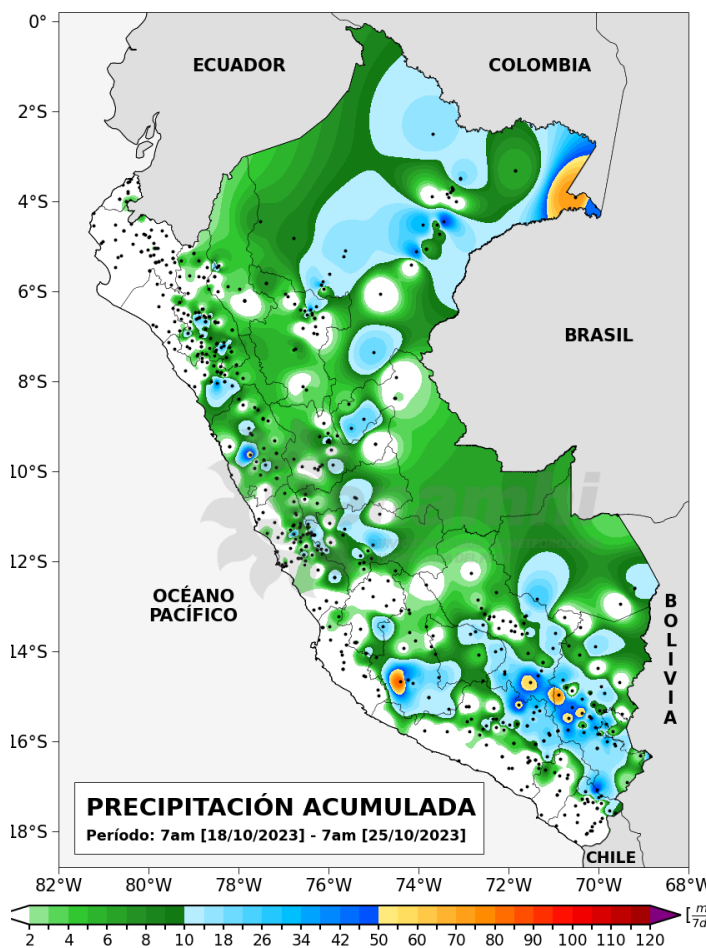 0°
ECUADOR
COLOMBIA
2°S
4°S
6°S
BRASIL
8°S
10°S
12°S
OCÉANO
PACÍFICO
B
O
L
I
V
I
A
14°S
16°S
PRECIPITACIÓN ACUMULADA
Período: 7am [18/10/2023] - 7am [25/10/2023]
18°S
CHILE
82°W 80°W 78°W 76°W 74°W 72°W 70°W 68°W
2 4 6 8 10 18 26 34 42 50 60 70 80 90 100 110 120